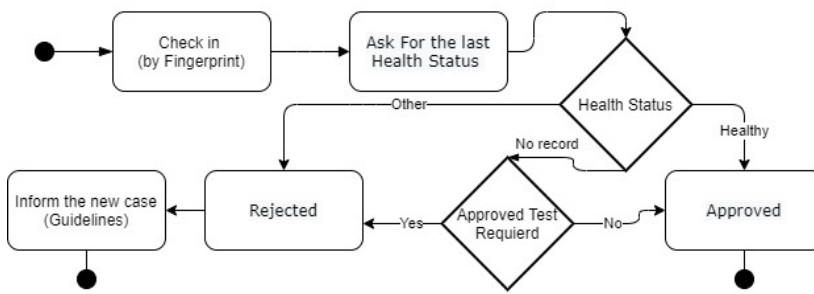 Check in
(by Fingerprint)
Ask For the last
Health Status
Health Status
Other
Healthy
No record
Inform the new case
(Guidelines)
Rejected
Yes
Approved Test
Requierd
No
Approved